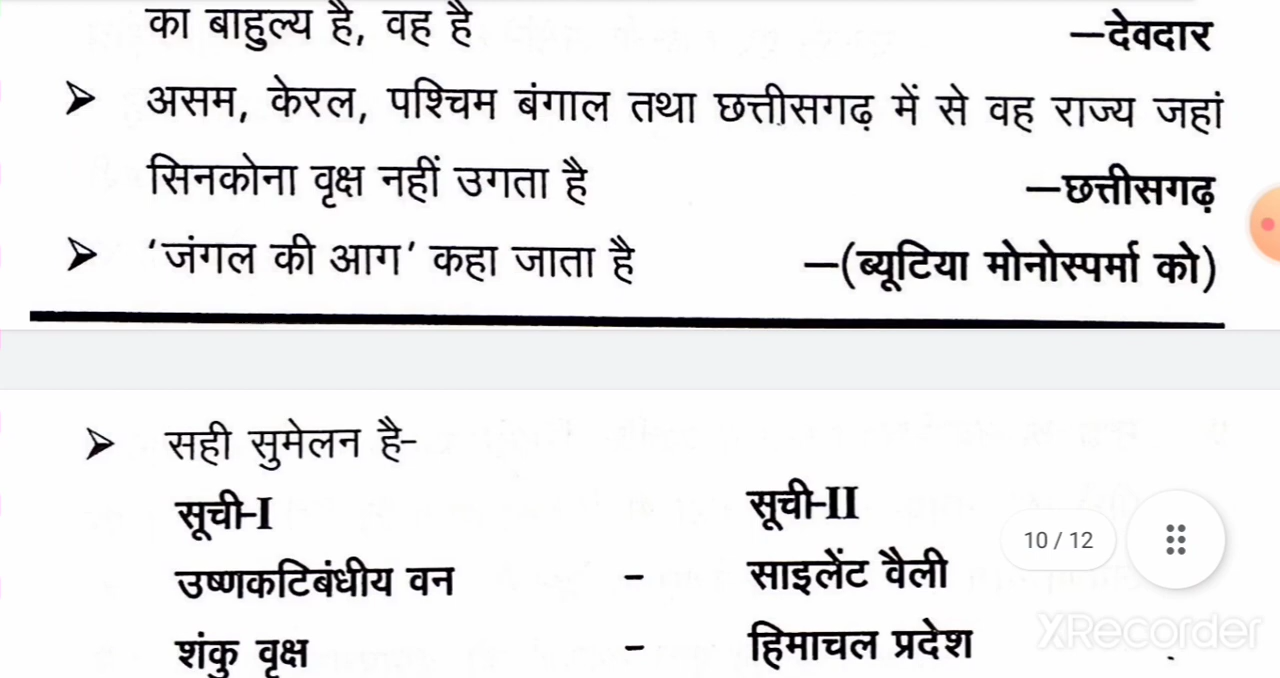 का बाहुल्य है, वह है —देवदार
➤ असम, केरल, पश्चिम बंगाल तथा छत्तीसगढ़ में से वह राज्य जहां
सिनकोना वृक्ष नहीं उगता है —छत्तीसगढ़
➤ ‘जंगल की आग’ कहा जाता है —(ब्यूटिया मोनोस्पर्मा को)
➤ सही सुमेलन है-
सूची-I सूची-II
उष्णकटिबंधीय वन - साइलेंट वैली
10 / 12
शंकु वृक्ष - हिमाचल प्रदेश
XRecorder